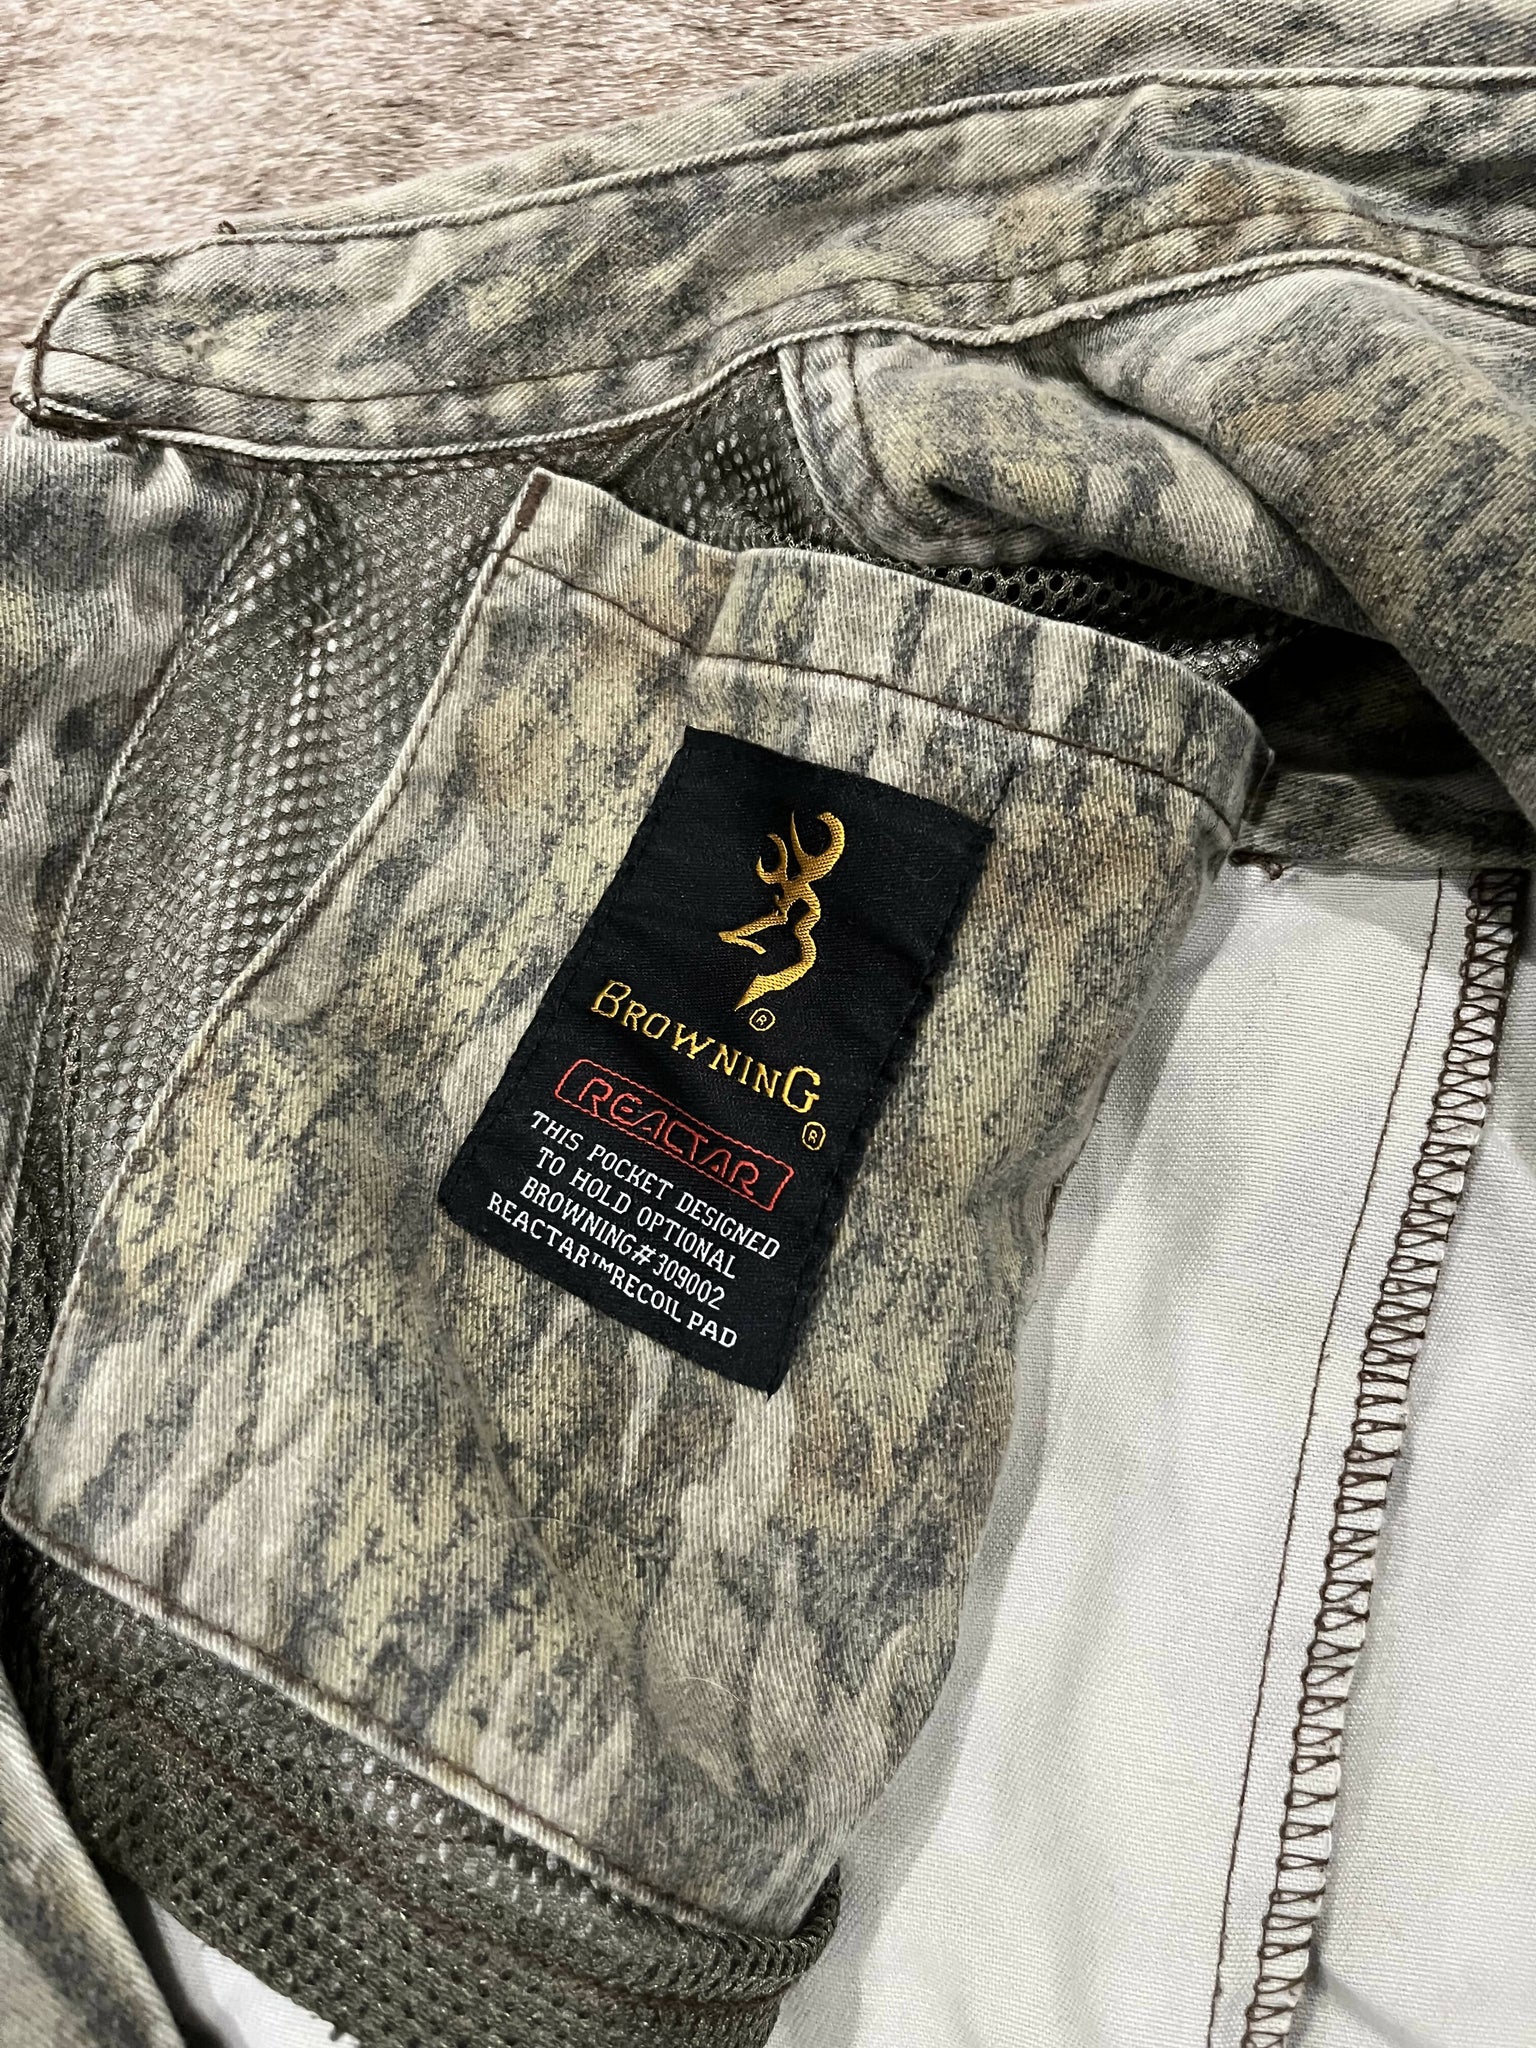 ®
BROWNING®
REACTAR
THIS POCKET DESIGNED
TO HOLD OPTIONAL
BROWNING#309002
REACTAR™RECOIL PAD